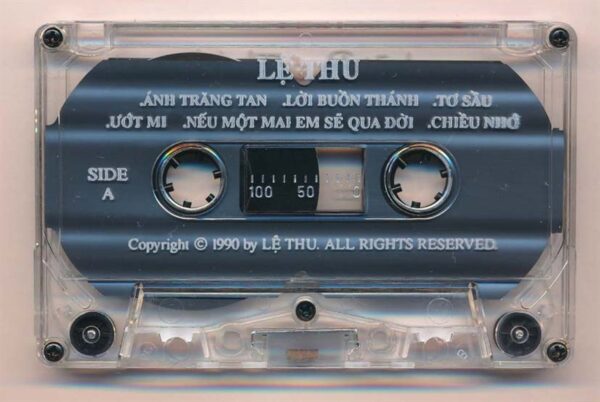 LỆ THU
.ÁNH TRĂNG TAN .LỜI BUỒN THÁNH .TƠ SẦU
.ƯỚT MI .NẾU MỘT MAI EM SẼ QUA ĐỜI .CHIỀU NHỚ
SIDE
A
100 50 0
Copyright © 1990 by LỆ THU. ALL RIGHTS RESERVED.